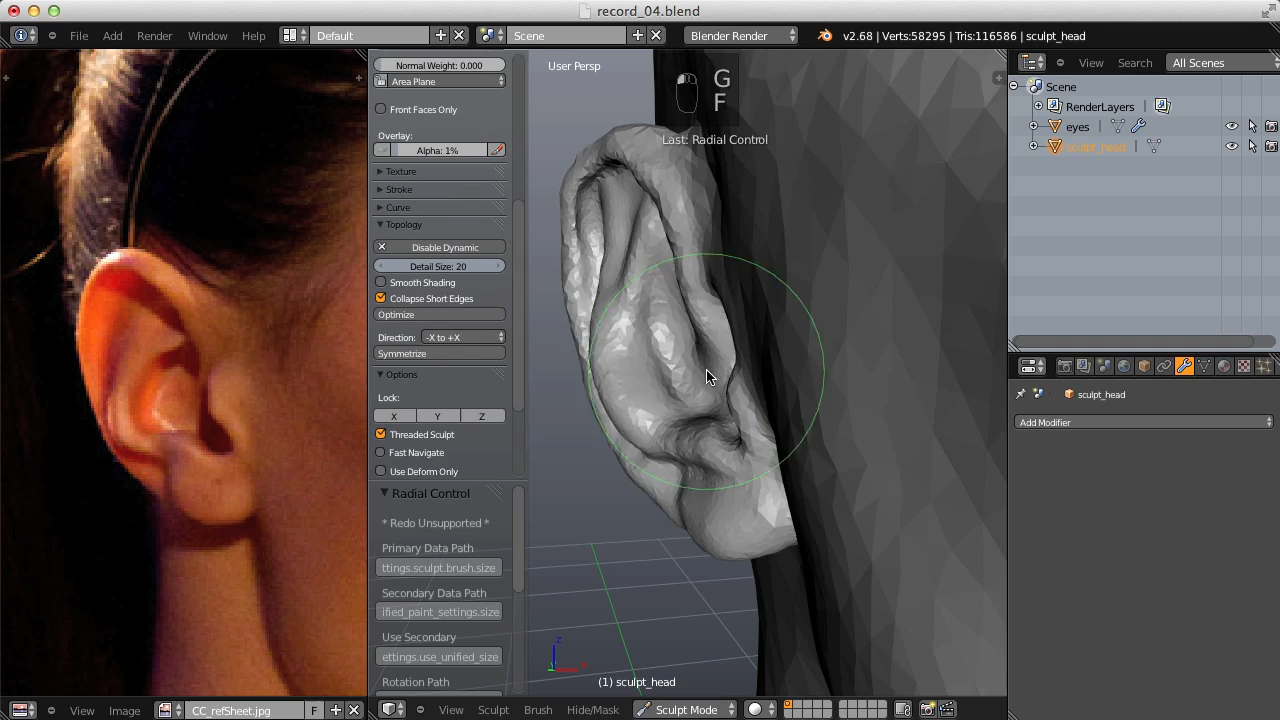 record_04.blend
File Add Render Window Help Default Scene Blender Render v2.68 | Verts:58295 | Tris:116586 | sculpt_head
Normal Weight: 0.000
Area Plane
Front Faces Only
Overlay:
Alpha: 1%
Texture
Stroke
Curve
Topology
Disable Dynamic
Detail Size: 20
Smooth Shading
Collapse Short Edges
Optimize
Direction: -X to +X
Symmetrize
Options
Lock:
X Y Z
Threaded Sculpt
Fast Navigate
Use Deform Only
Radial Control
* Redo Unsupported *
Primary Data Path
ttings.sculpt.brush.size
Secondary Data Path
ified_paint_settings.size
Use Secondary
ettings.use_unified_size
Rotation Path
User Persp
G
F
Last: Radial Control
z
(1) sculpt_head
View Search All Scenes
Scene
RenderLayers |
eyes |
sculpt_head |
sculpt_head
Add Modifier
View Image CC_refSheet.jpg F
View Sculpt Brush Hide/Mask Sculpt Mode